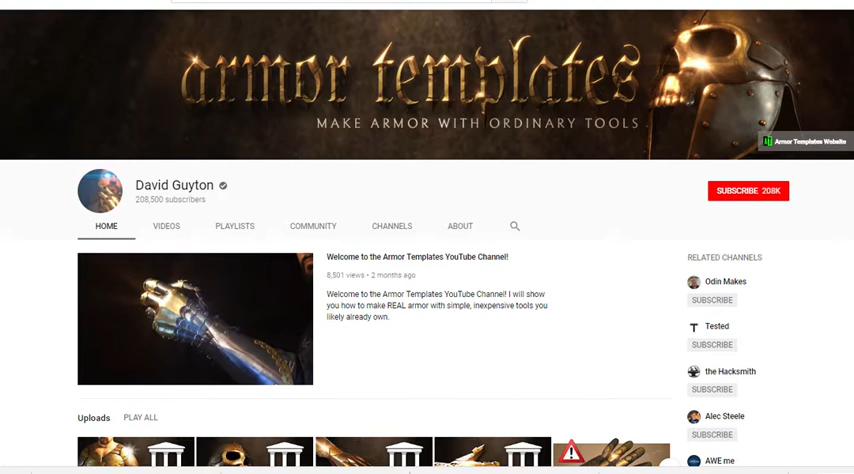 armor templates
MAKE ARMOR WITH ORDINARY TOOLS
Armor Templates Website
David Guyton
208,500 subscribers
SUBSCRIBE 208K
HOME VIDEOS PLAYLISTS COMMUNITY CHANNELS ABOUT
Welcome to the Armor Templates YouTube Channel!
8,501 views • 2 months ago
Welcome to the Armor Templates YouTube Channel! I will show
you how to make REAL armor with simple, inexpensive tools you
likely already own.
RELATED CHANNELS
Odin Makes
SUBSCRIBE
Tested
SUBSCRIBE
the Hacksmith
SUBSCRIBE
Alec Steele
SUBSCRIBE
AWE me
Uploads PLAY ALL